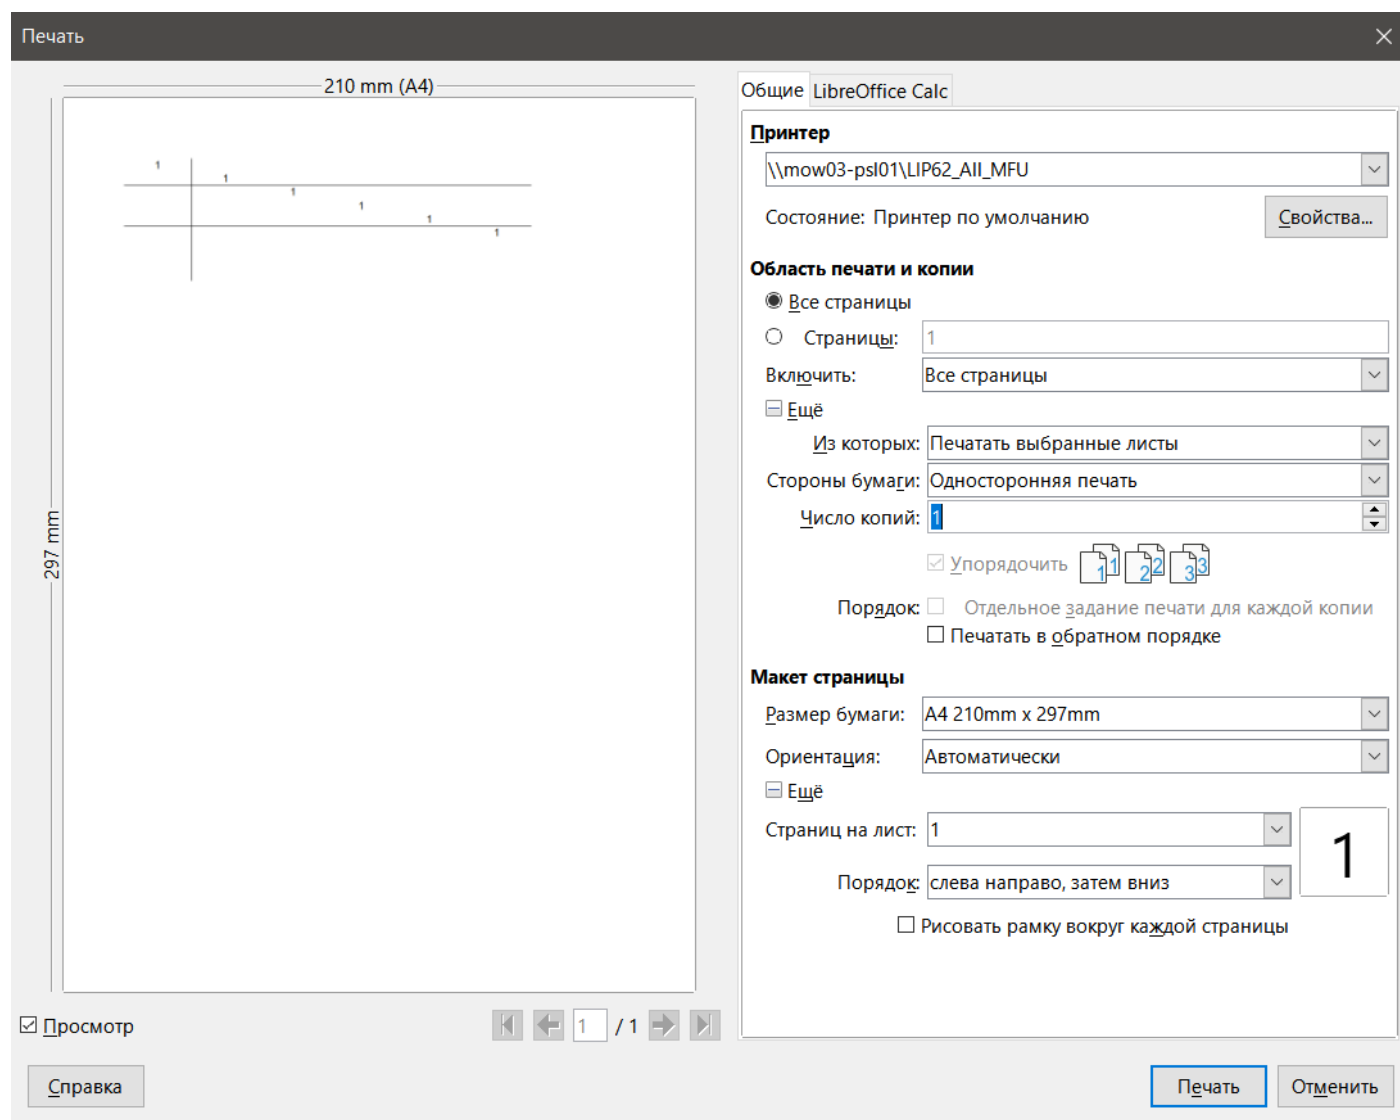 Печать
210 mm (A4)
297 mm
1
1
1
1
1
1
Просмотр
1 / 1
Справка
Общие LibreOffice Calc
Принтер
\\mow03-psl01\LIP62_All_MFU
Состояние: Принтер по умолчанию Свойства...
Область печати и копии
Все страницы
Страницы: 1
Включить: Все страницы
Ещё
Из которых: Печатать выбранные листы
Стороны бумаги: Односторонняя печать
Число копий: 1
Упорядочить 1 1 2 2 3 3
Порядок: Отдельное задание печати для каждой копии
Печатать в обратном порядке
Макет страницы
Размер бумаги: A4 210mm x 297mm
Ориентация: Автоматически
Ещё
Страниц на лист: 1
1
Порядок: слева направо, затем вниз
Рисовать рамку вокруг каждой страницы
Печать Отменить